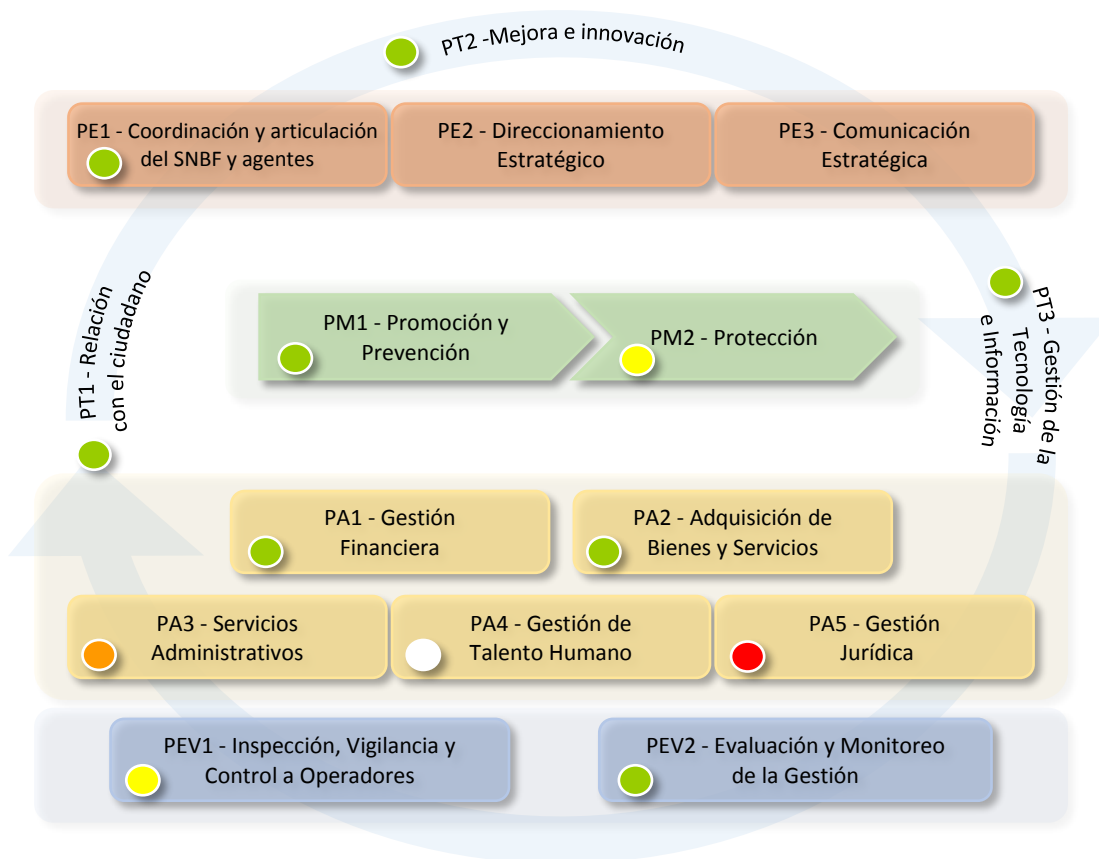 PT2 -Mejora e innovación
PE1 - Coordinación y articulación
del SNBF y agentes
PE2 - Direccionamiento
Estratégico
PE3 - Comunicación
Estratégica
PT1 - Relación
con el ciudadano
PM1 - Promoción y
Prevención
PM2 - Protección
PT3 - Gestión de la
Tecnología
e Información
PA1 - Gestión
Financiera
PA2 - Adquisición de
Bienes y Servicios
PA3 - Servicios
Administrativos
PA4 - Gestión de
Talento Humano
PA5 - Gestión
Jurídica
PEV1 - Inspección, Vigilancia y
Control a Operadores
PEV2 - Evaluación y Monitoreo
de la Gestión